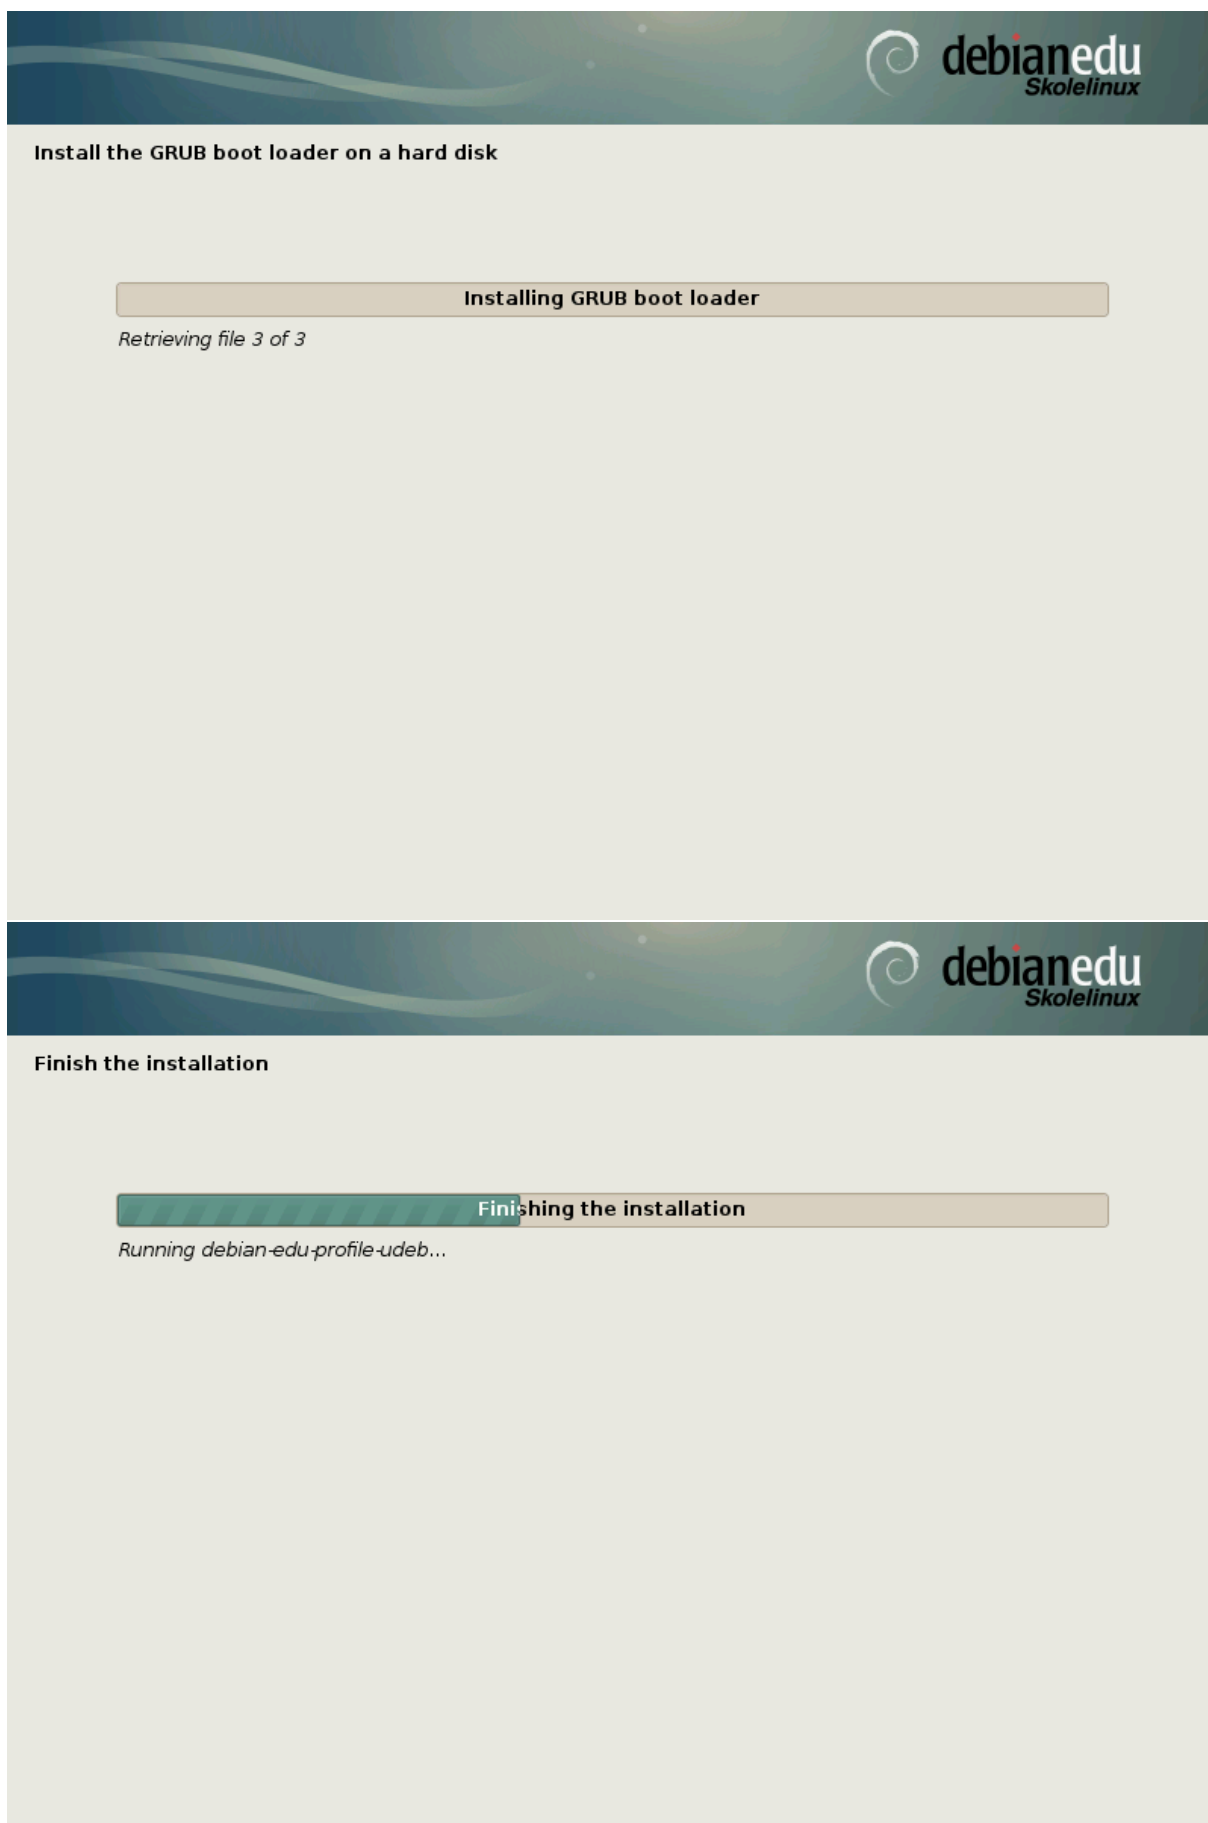 debianedu
Skolelinux
Install the GRUB boot loader on a hard disk
Installing GRUB boot loader
Retrieving file 3 of 3
debianedu
Skolelinux
Finish the installation
Finishing the installation
Running debian-edu-profile-udeb...